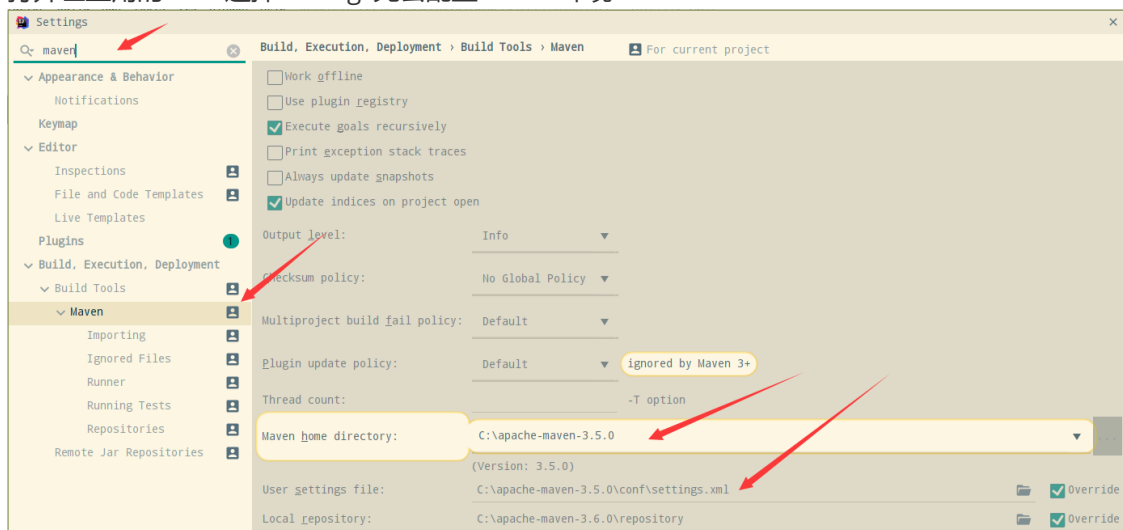 Settings
maven
Build, Execution, Deployment › Build Tools › Maven
For current project
Appearance & Behavior
Notifications
Keymap
Editor
Inspections
File and Code Templates
Live Templates
Plugins
1
Build, Execution, Deployment
Build Tools
Maven
Importing
Ignored Files
Runner
Running Tests
Repositories
Remote Jar Repositories
Work offline
Use plugin registry
Execute goals recursively
Print exception stack traces
Always update snapshots
Update indices on project open
Output level: Info
Checksum policy: No Global Policy
Multiproject build fail policy: Default
Plugin update policy: Default ignored by Maven 3+
Thread count: -T option
Maven home directory: C:\apache-maven-3.5.0 ...
(Version: 3.5.0)
User settings file: C:\apache-maven-3.5.0\conf\settings.xml Override
Local repository: C:\apache-maven-3.6.0\repository Override